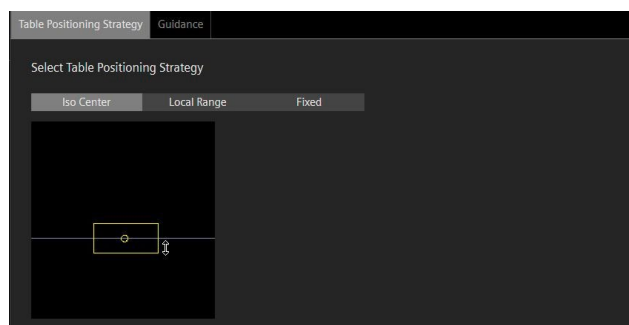 Table Positioning Strategy Guidance
Select Table Positioning Strategy
Iso Center Local Range Fixed